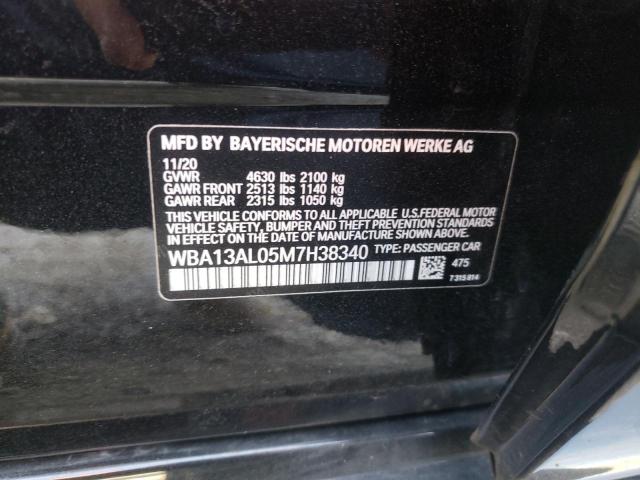 MFD BY BAYERISCHE MOTOREN WERKE AG
11/20
GVWR 4630 lbs 2100 kg
GAWR FRONT 2513 lbs 1140 kg
GAWR REAR 2315 lbs 1050 kg
THIS VEHICLE CONFORMS TO ALL APPLICABLE U.S.FEDERAL MOTOR
VEHICLE SAFETY, BUMPER AND THEFT PREVENTION STANDARDS
IN EFFECT ON THE DATE OF MANUFACTURE SHOWN ABOVE.
WBA13AL05M7H38340 TYPE: PASSENGER CAR
475
7315814